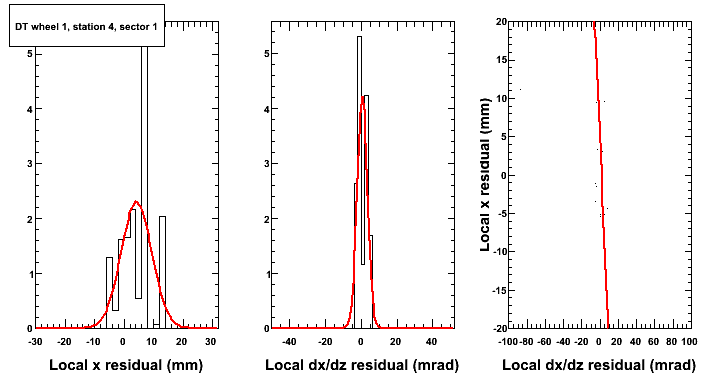 DT wheel 1, station 4, sector 1
5
4
3
2
1
0
-30 -20 -10 0 10 20 30
Local x residual (mm)
5
4
3
2
1
0
-40 -20 0 20 40
Local dx/dz residual (mrad)
Local x residual (mm)
20
15
10
5
0
-5
-10
-15
-20
-100 -80 -60 -40 -20 0 20 40 60 80 100
Local dx/dz residual (mrad)